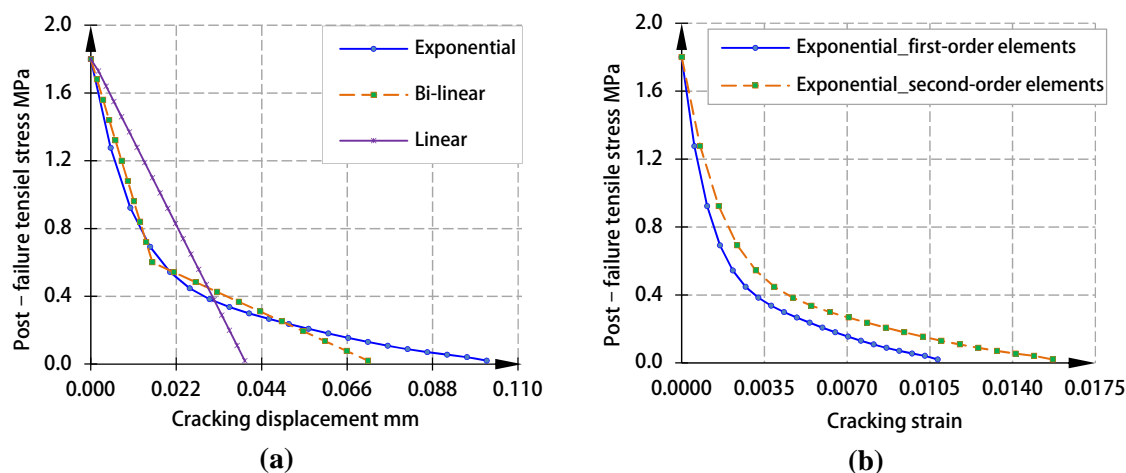 2.0
1.6
1.2
0.8
0.4
0.0
Post – failure tensiel stress MPa
Exponential
Bi-linear
Linear
0.000 0.022 0.044 0.066 0.088 0.110
Cracking displacement mm
(a)
2.0
1.6
1.2
0.8
0.4
0.0
Post – failure tensile stress MPa
Exponential_first-order elements
Exponential_second-order elements
0.0000 0.0035 0.0070 0.0105 0.0140 0.0175
Cracking strain
(b)